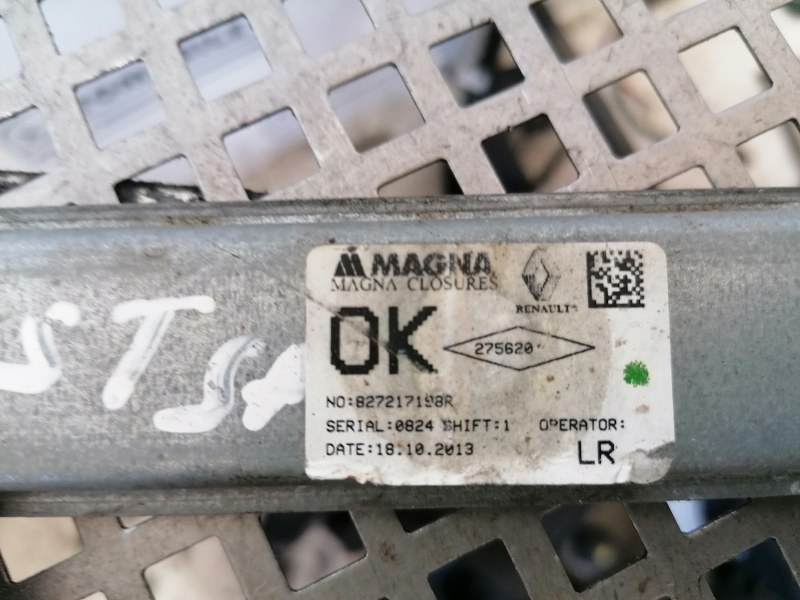 MAGNA
MAGNA CLOSURES
RENAULT
OK
275620
NO:827217198R
SERIAL:0824 SHIFT:1 OPERATOR:
DATE:18.10.2013 LR